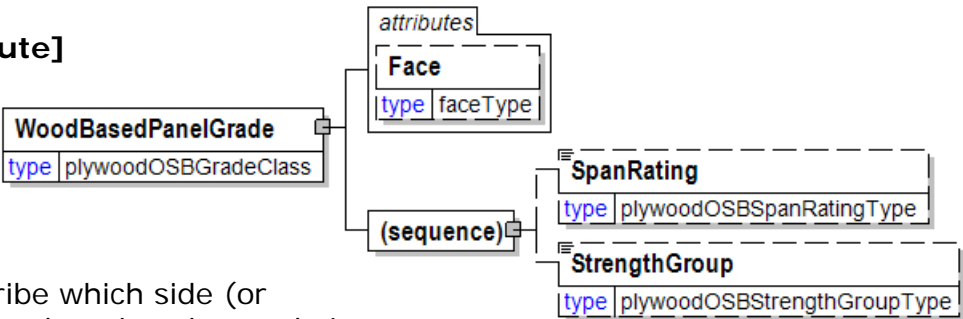 ute]
attributes
Face
type faceType
WoodBasedPanelGrade
type plywoodOSBGradeClass
SpanRating
type plywoodOSBSpanRatingType
(sequence)
StrengthGroup
type plywoodOSBStrengthGroupType
ribe which side (or